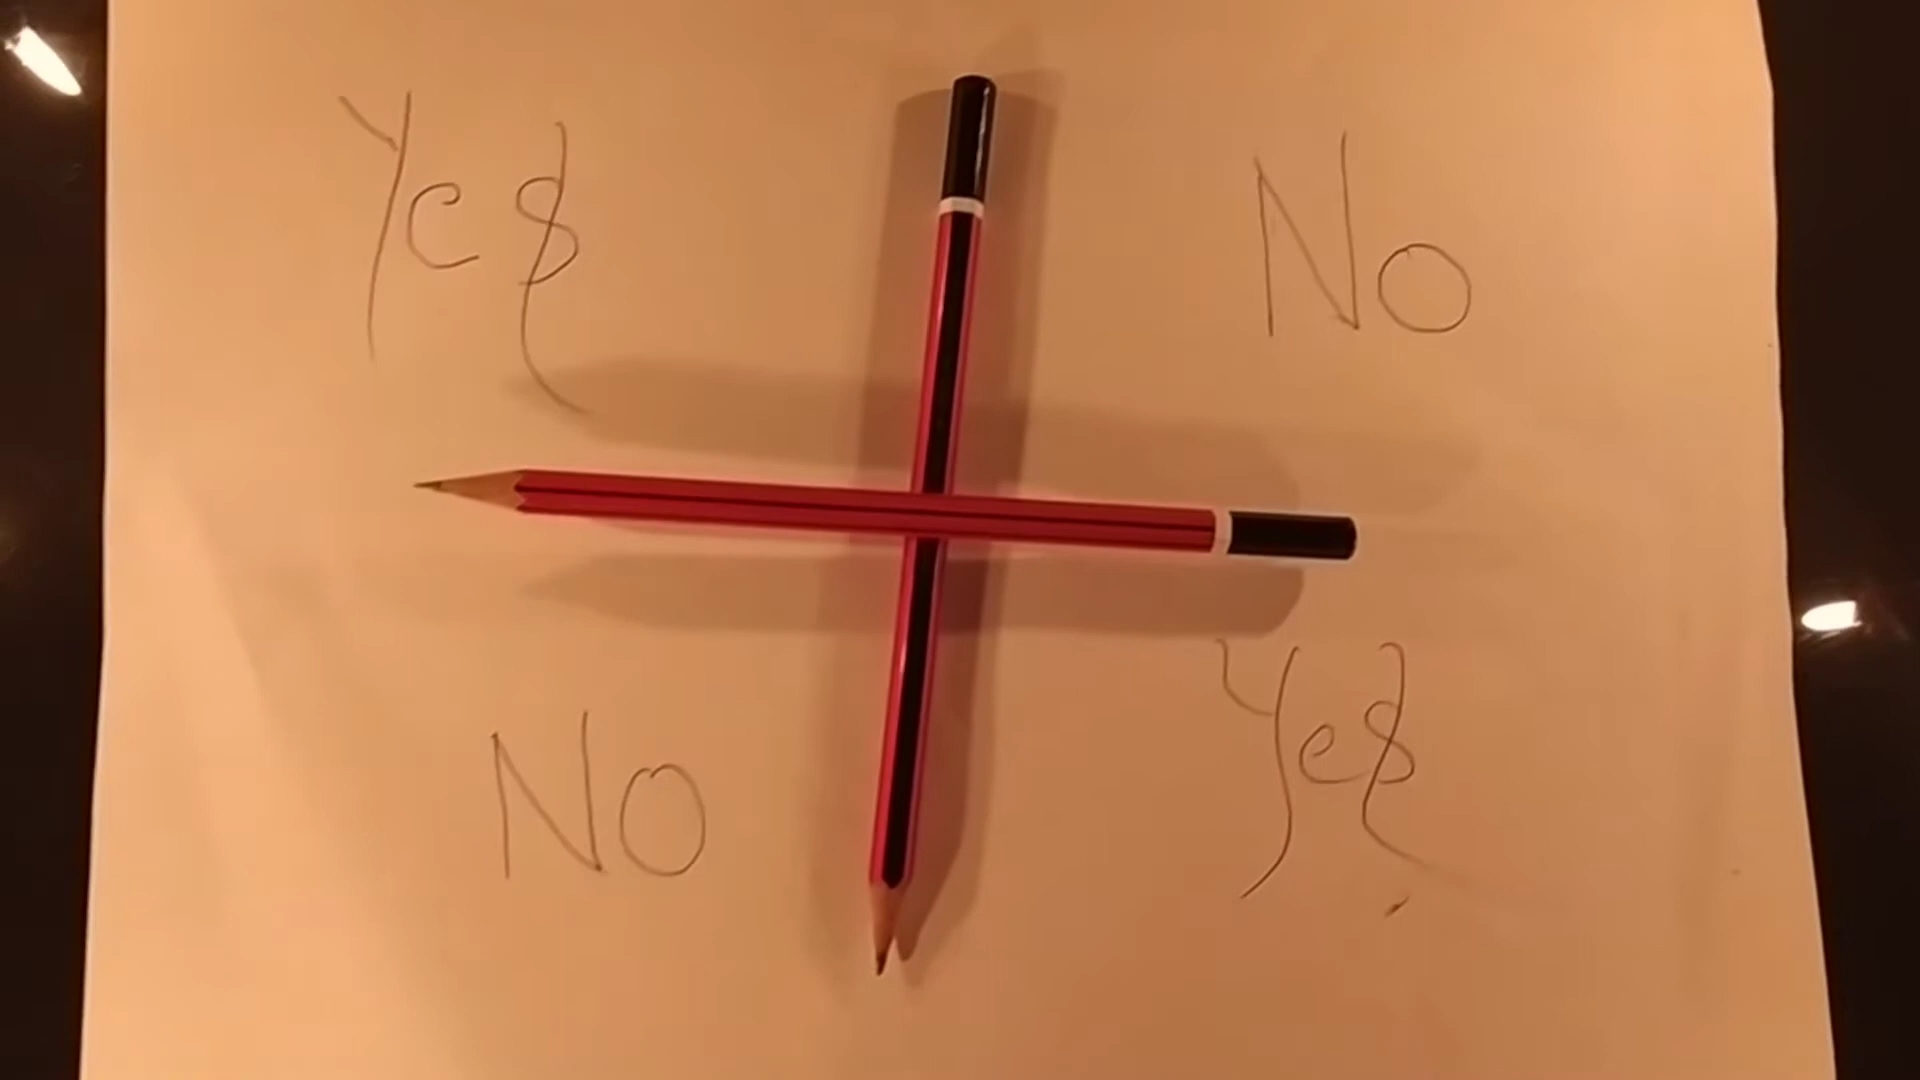 Yes No
No Yes